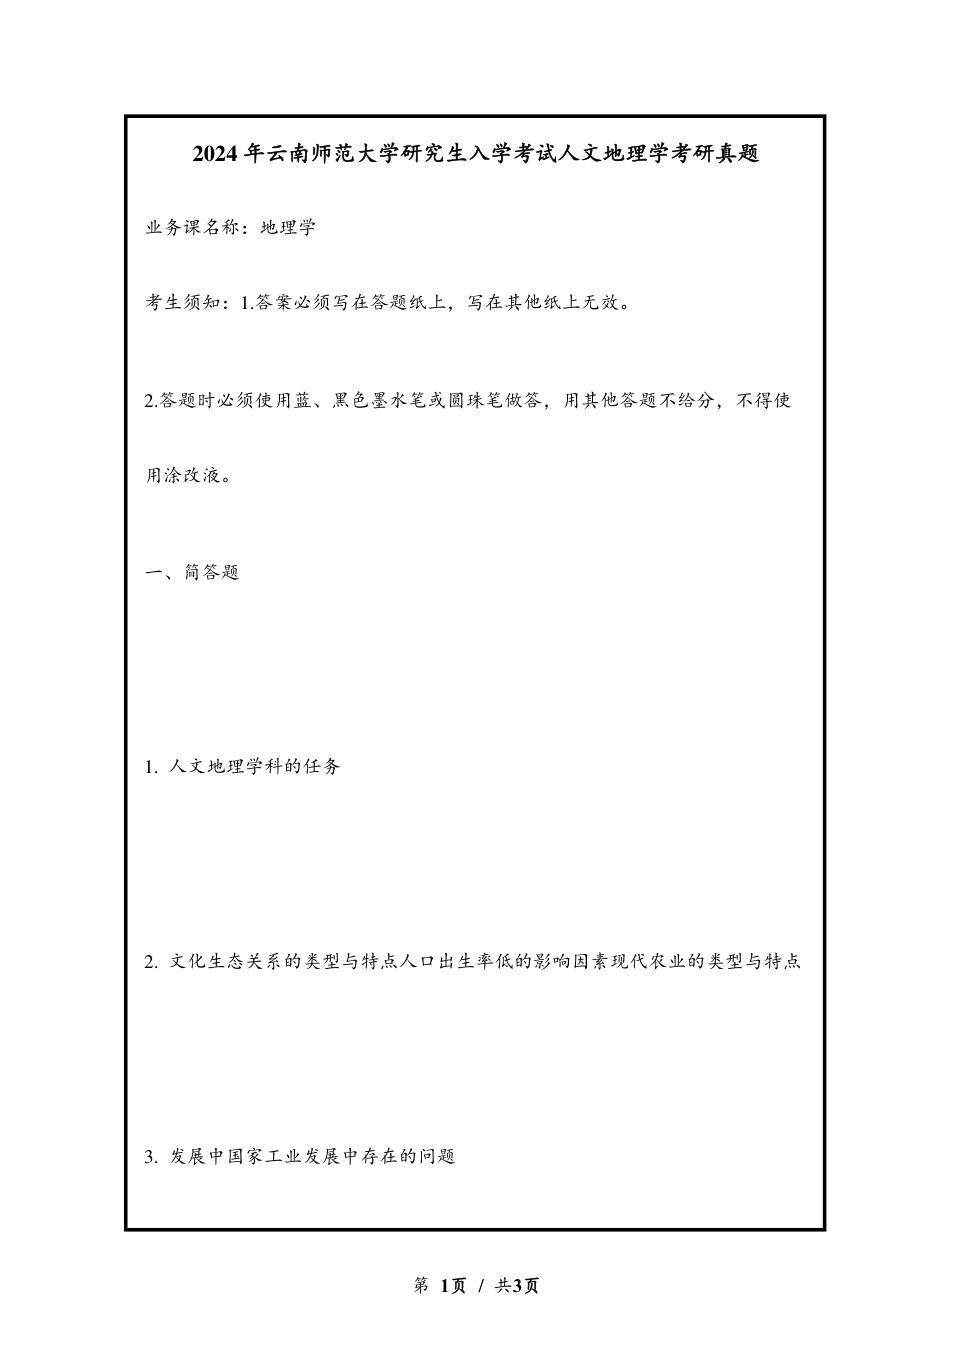 2024 年云南师范大学研究生入学考试人文地理学考研真题
业务课名称：地理学
考生须知：1.答案必须写在答题纸上，写在其他纸上无效。
2.答题时必须使用蓝、黑色墨水笔或圆珠笔做答，用其他答题不给分，不得使
用涂改液。
一、简答题
1. 人文地理学科的任务
2. 文化生态关系的类型与特点人口出生率低的影响因素现代农业的类型与特点
3. 发展中国家工业发展中存在的问题
第 1页 / 共3页